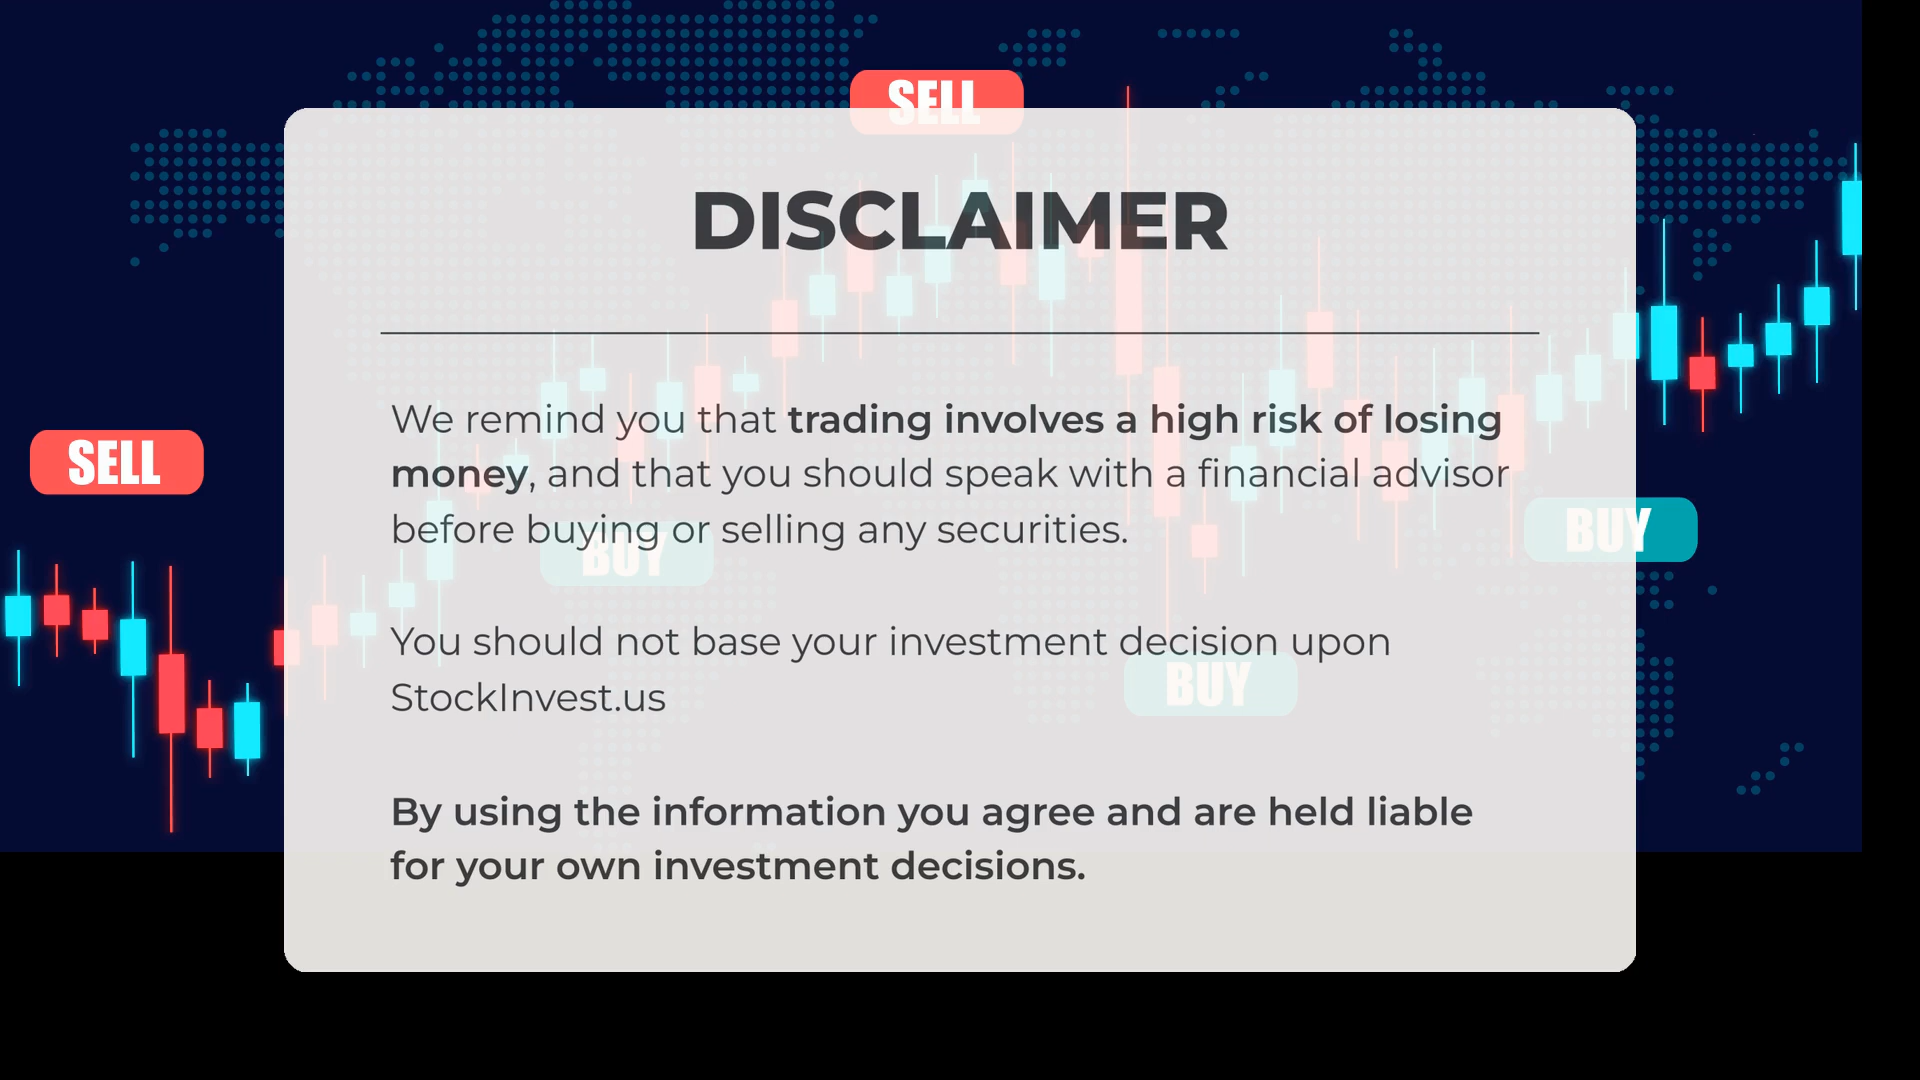 SELL
DISCLAIMER
We remind you that trading involves a high risk of losing
money, and that you should speak with a financial advisor
before buying or selling any securities.
SELL
BUY
BUY
You should not base your investment decision upon
StockInvest.us
BUY
By using the information you agree and are held liable
for your own investment decisions.